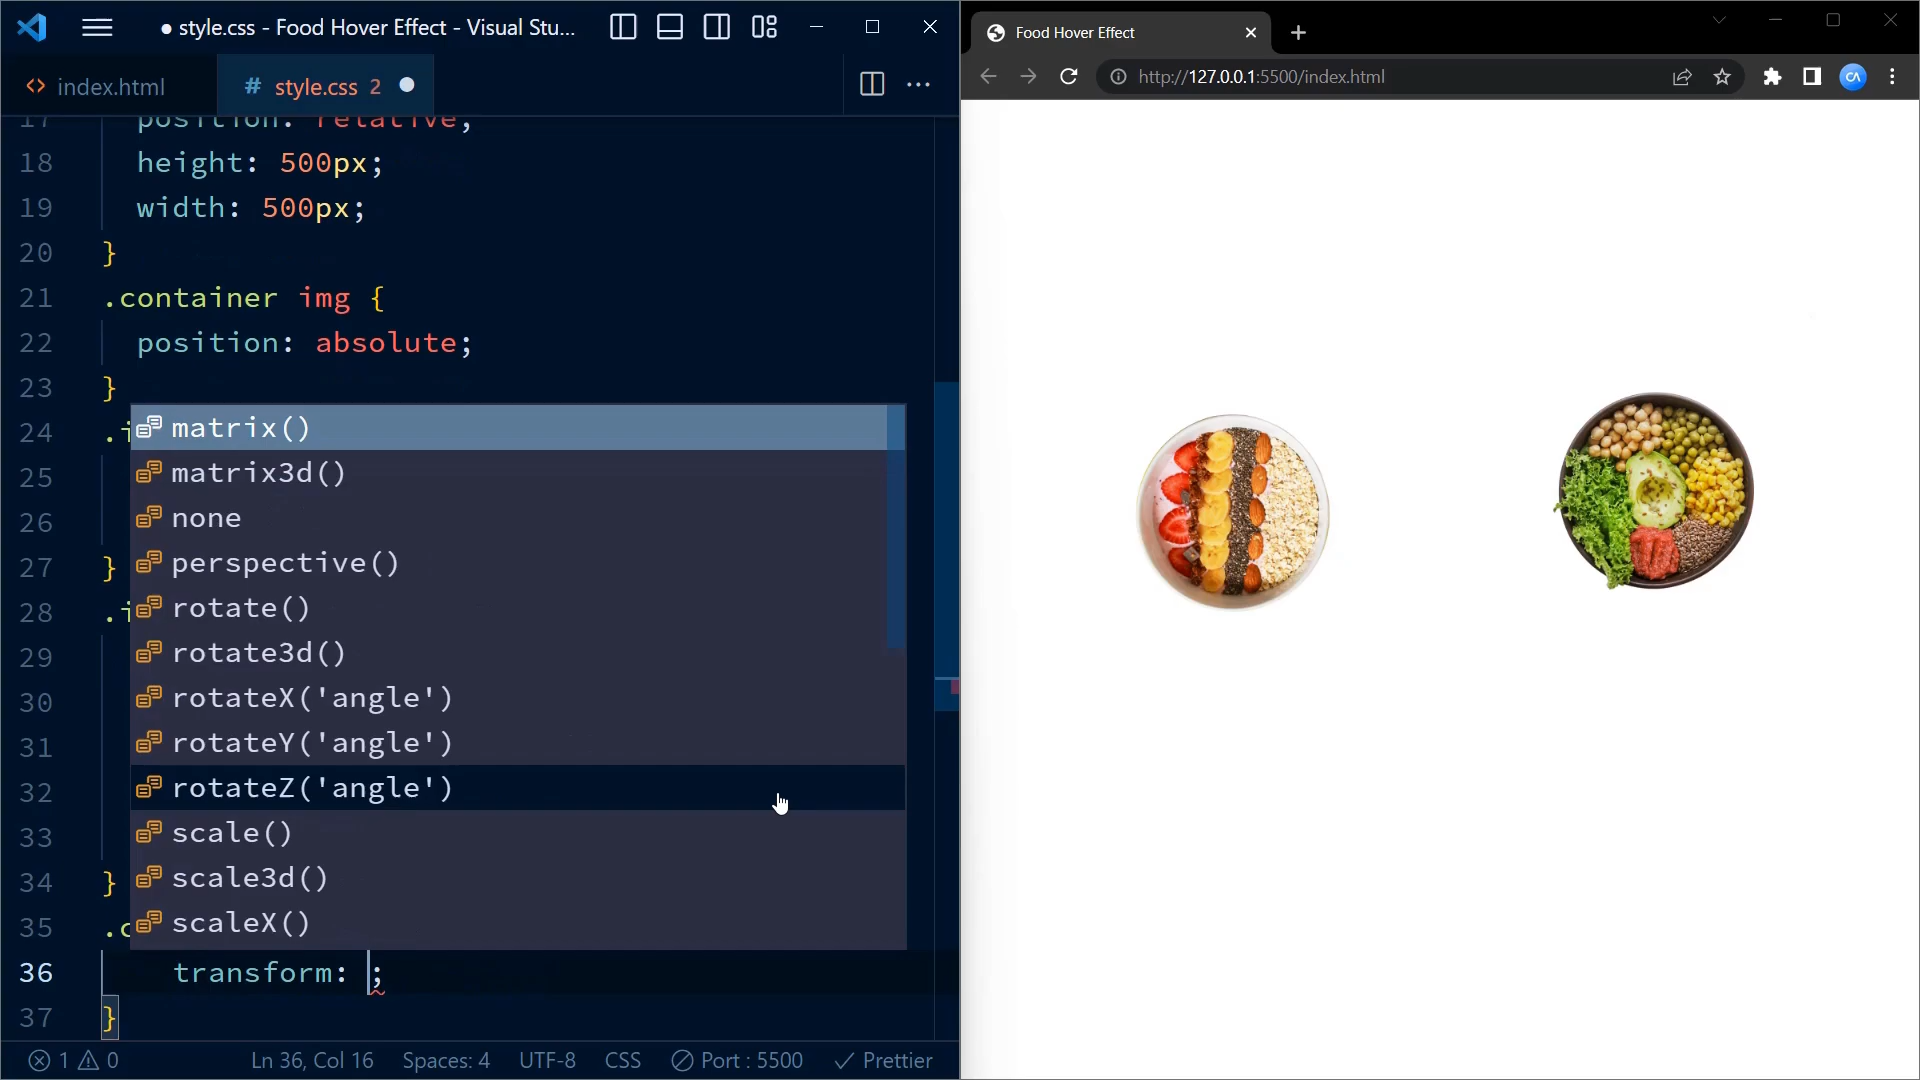 style.css - Food Hover Effect - Visual Stu...
index.html
# style.css 2
17 position: relative;
18 height: 500px;
19 width: 500px;
20 }
21 .container img {
22 position: absolute;
23 }
24 .i
25
26
27 }
28 .i
29
30
31
32
33
34 }
35 .c
matrix()
matrix3d()
none
perspective()
rotate()
rotate3d()
rotateX('angle')
rotateY('angle')
rotateZ('angle')
scale()
scale3d()
scaleX()
36 transform: ;
37 }
1 0 Ln 36, Col 16 Spaces: 4 UTF-8 CSS Port : 5500 Prettier
Food Hover Effect
http://127.0.0.1:5500/index.html
CA